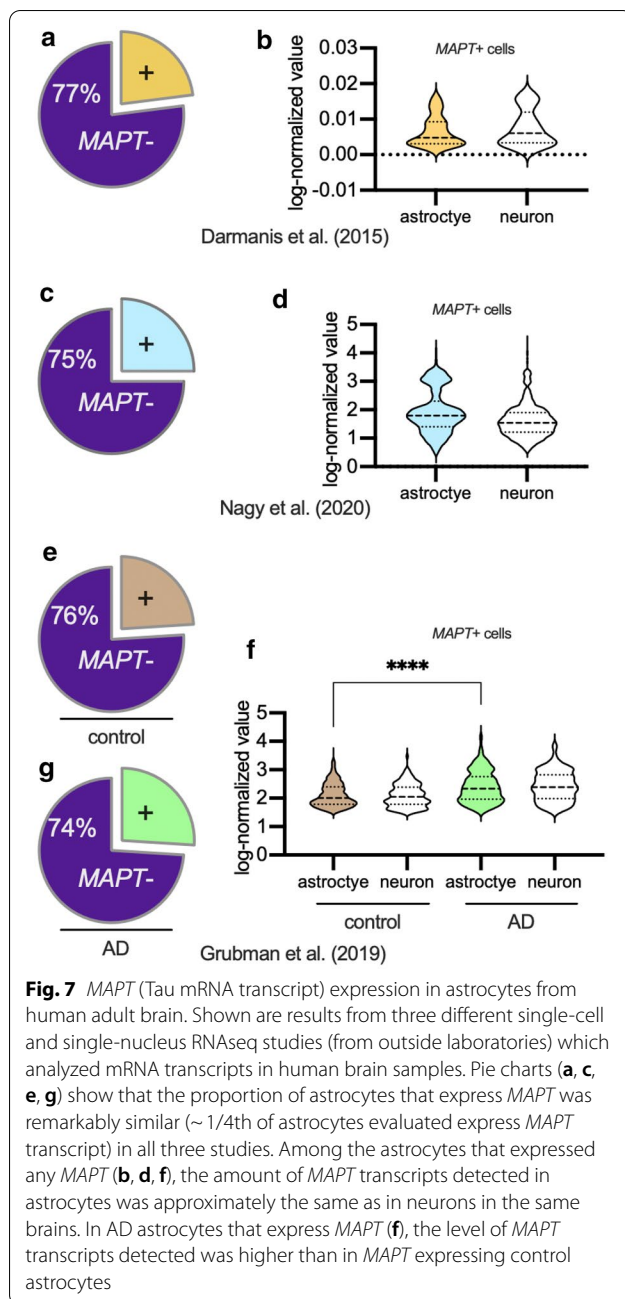 a
77%
+
MAPT-
b
MAPT+ cells
log-normalized value
0.03
0.02
0.01
0.00
-0.01
astroctye
neuron
Darmanis et al. (2015)
c
75%
+
MAPT-
d
MAPT+ cells
log-normalized value
5
4
3
2
1
0
astroctye
neuron
Nagy et al. (2020)
e
76%
+
MAPT-
control
g
74%
+
MAPT-
AD
f
MAPT+ cells
****
log-normalized value
5
4
3
2
1
0
astroctye
neuron
astroctye
neuron
control
AD
Grubman et al. (2019)
Fig. 7 MAPT (Tau mRNA transcript) expression in astrocytes from
human adult brain. Shown are results from three different single-cell
and single-nucleus RNAseq studies (from outside laboratories) which
analyzed mRNA transcripts in human brain samples. Pie charts (a, c,
e, g) show that the proportion of astrocytes that express MAPT was
remarkably similar (~ 1/4th of astrocytes evaluated express MAPT
transcript) in all three studies. Among the astrocytes that expressed
any MAPT (b, d, f), the amount of MAPT transcripts detected in
astrocytes was approximately the same as in neurons in the same
brains. In AD astrocytes that express MAPT (f), the level of MAPT
transcripts detected was higher than in MAPT expressing control
astrocytes